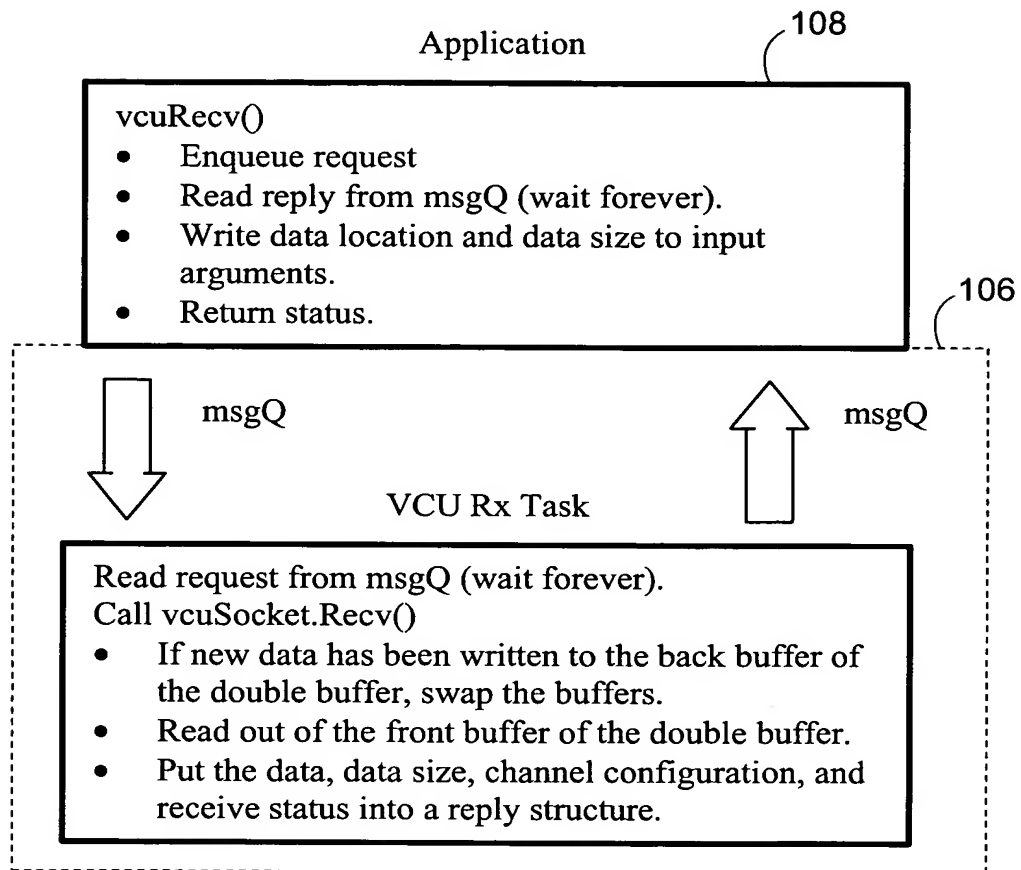 108
Application
vcuRecv()
• Enqueue request
• Read reply from msgQ (wait forever).
• Write data location and data size to input
arguments.
• Return status.
106
msgQ
msgQ
VCU Rx Task
Read request from msgQ (wait forever).
Call vcuSocket.Recv()
• If new data has been written to the back buffer of
the double buffer, swap the buffers.
• Read out of the front buffer of the double buffer.
• Put the data, data size, channel configuration, and
receive status into a reply structure.